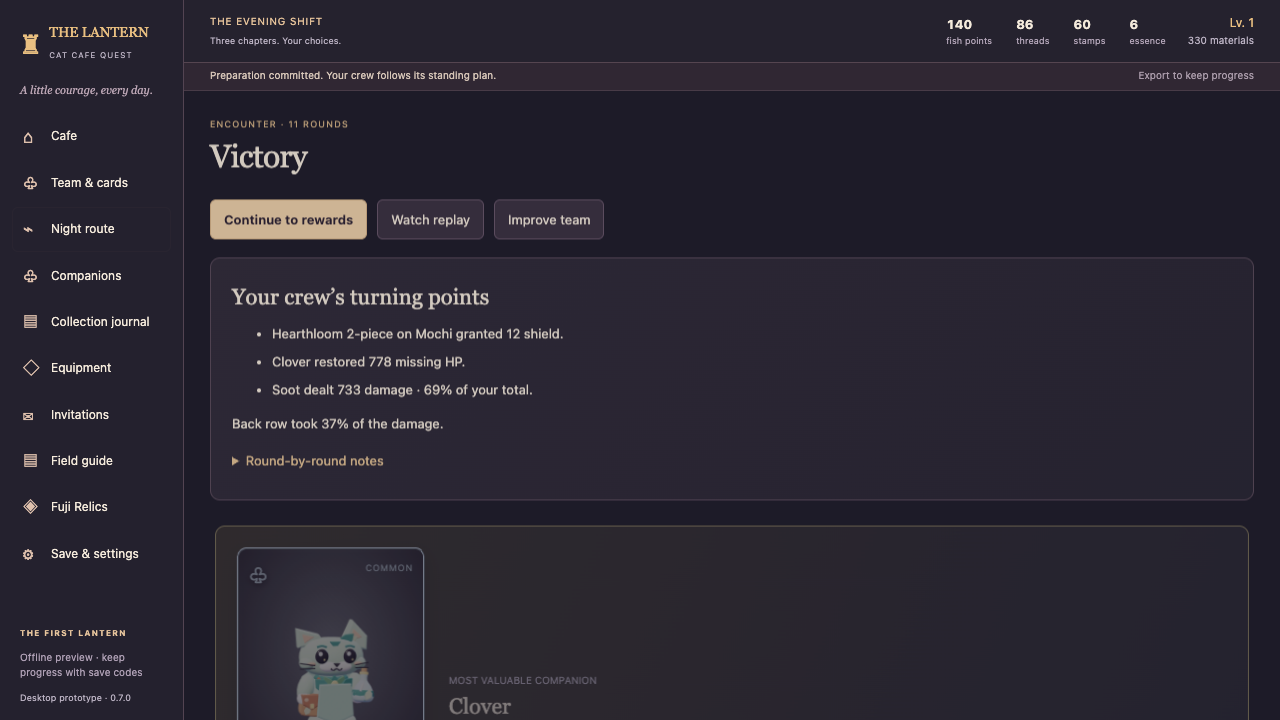 THE LANTERN
CAT CAFE QUEST
A little courage, every day.
Cafe
Team & cards
Night route
Companions
Collection journal
Equipment
Invitations
Field guide
Fuji Relics
Save & settings
THE FIRST LANTERN
Offline preview · keep
progress with save codes
Desktop prototype · 0.7.0
THE EVENING SHIFT
Three chapters. Your choices.
140
fish points
86
threads
60
stamps
6
essence
Lv. 1
330 materials
Preparation committed. Your crew follows its standing plan.
Export to keep progress
ENCOUNTER · 11 ROUNDS
Victory
Continue to rewards
Watch replay
Improve team
Your crew’s turning points
• Hearthloom 2-piece on Mochi granted 12 shield.
• Clover restored 778 missing HP.
• Soot dealt 733 damage · 69% of your total.
Back row took 37% of the damage.
Round-by-round notes
COMMON
MOST VALUABLE COMPANION
Clover